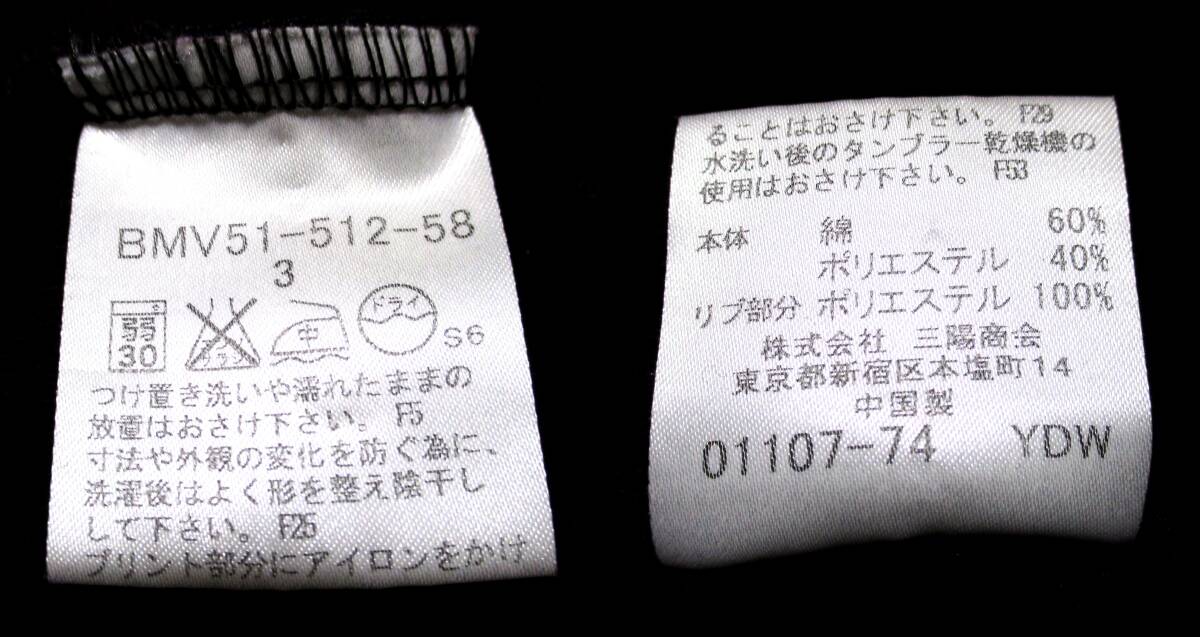 BMV51-512-58
3
弱
30
エンソ
サラシ
中
ドライ
S6
つけ置き洗いや濡れたままの
放置はおさけ下さい。 F5
寸法や外観の変化を防ぐ為に、
洗濯後はよく形を整え陰干し
して下さい。 F25
プリント部分にアイロンをかけ
ることはおさけ下さい。 F29
水洗い後のタンブラー乾燥機の
使用はおさけ下さい。 F53
本体 綿 60%
ポリエステル 40%
リブ部分 ポリエステル 100%
株式会社 三陽商会
東京都新宿区本塩町14
中国製
01107-74 YDW